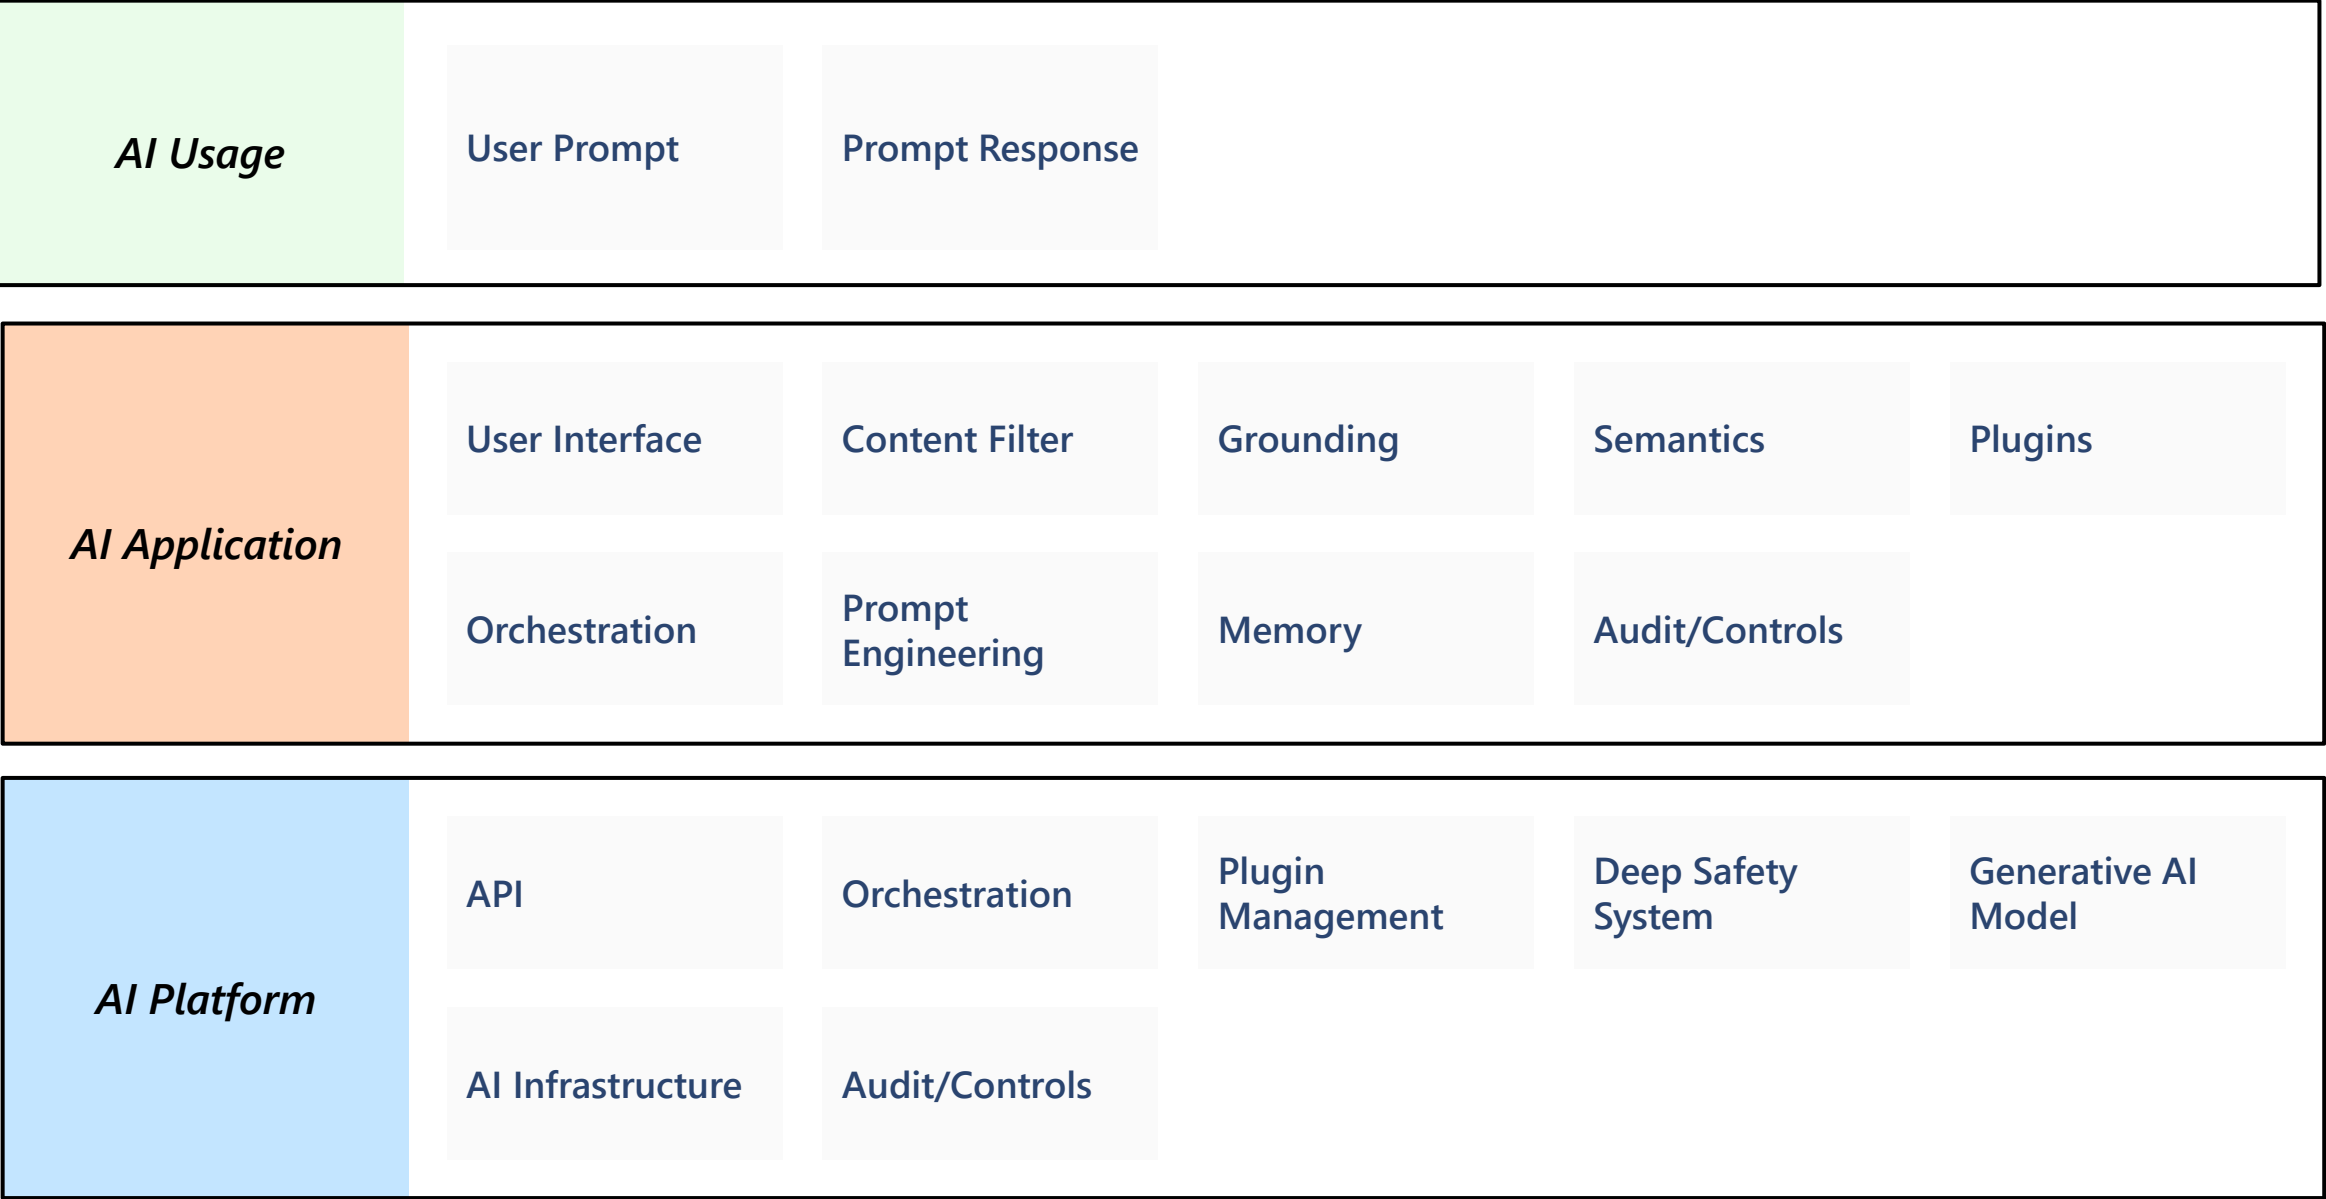 AI Usage
User Prompt
Prompt Response
AI Application
User Interface
Content Filter
Grounding
Semantics
Plugins
Orchestration
Prompt
Engineering
Memory
Audit/Controls
AI Platform
API
Orchestration
Plugin
Management
Deep Safety
System
Generative AI
Model
AI Infrastructure
Audit/Controls